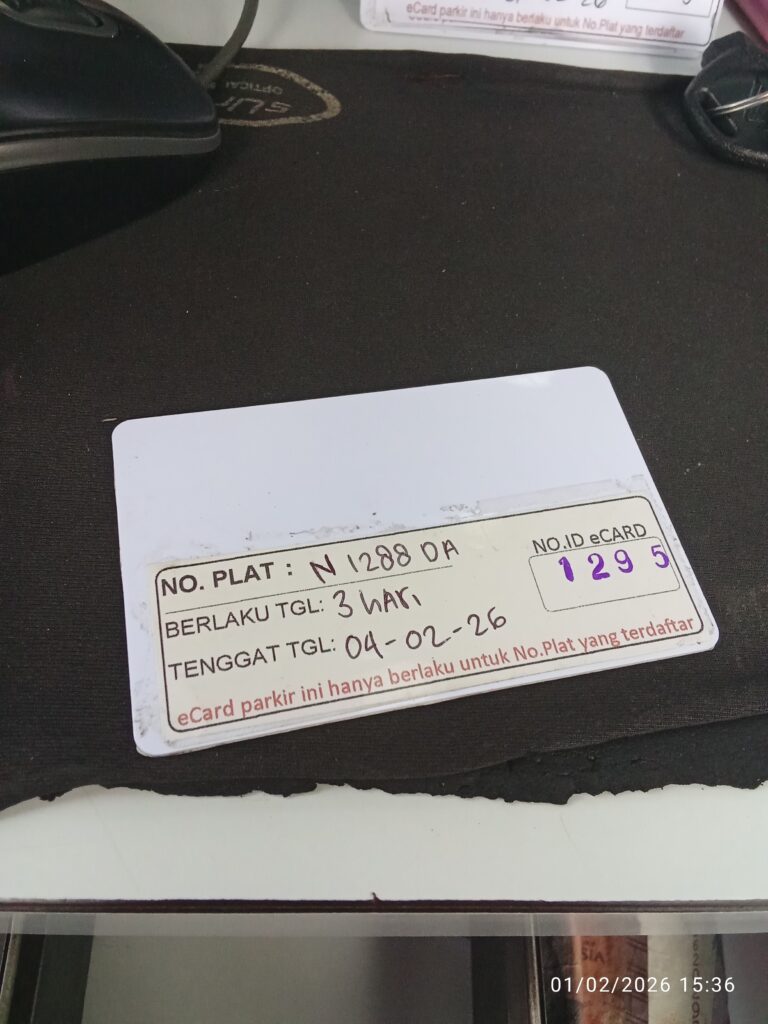 eCard parkir ini hanya berlaku untuk No.Plat yang terdaftar
OPTICAL
NO. PLAT : N 1288 DA
NO.ID eCARD
1295
BERLAKU TGL: 3 hARi
TENGGAT TGL: 04-02-26
eCard parkir ini hanya berlaku untuk No.Plat yang terdaftar
01/02/2026 15:36